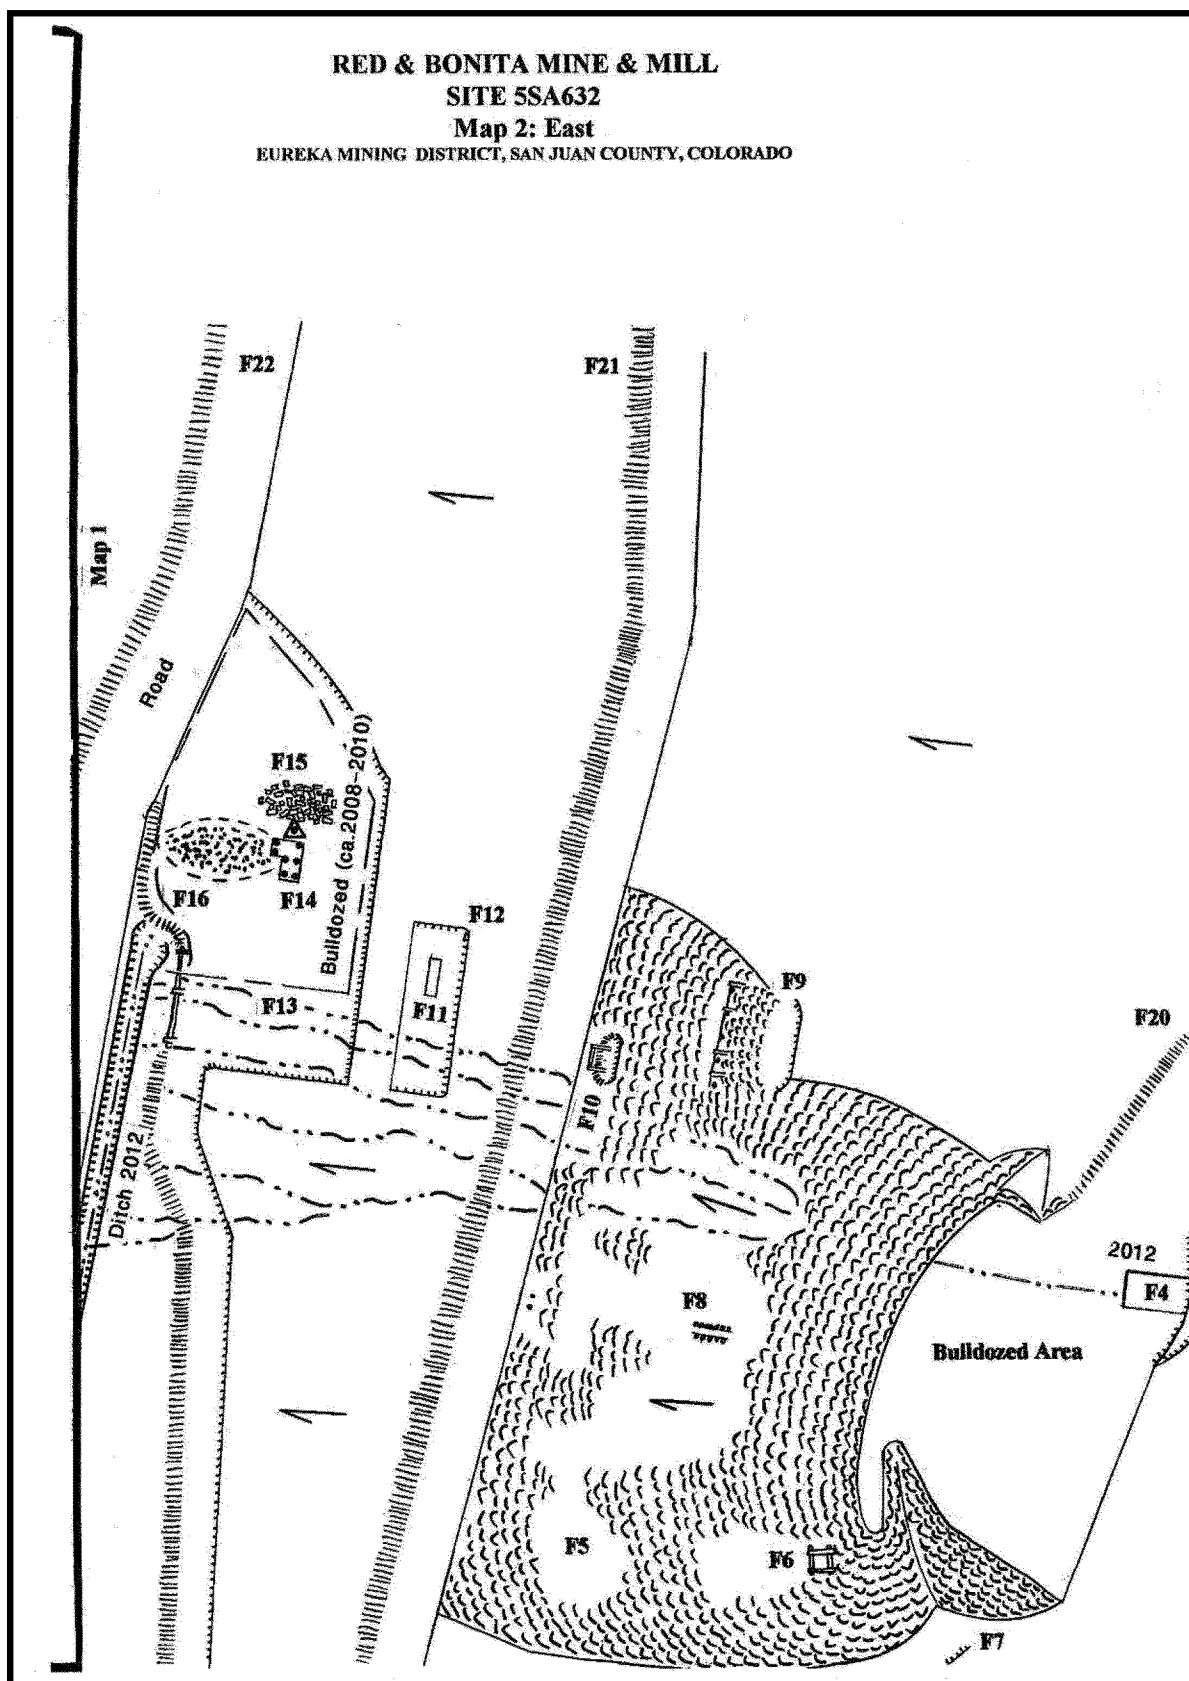 RED & BONITA MINE & MILL
SITE 5SA632
Map 2: East
EUREKA MINING DISTRICT, SAN JUAN COUNTY, COLORADO
F22
F21
Map 1
Road
F15
Bulldozed (ca.2008-2010)
F16
F14
F12
F13
F11
F9
F20
F10
Ditch 2012
2012
F4
F8
Bulldozed Area
F5
F6
F7